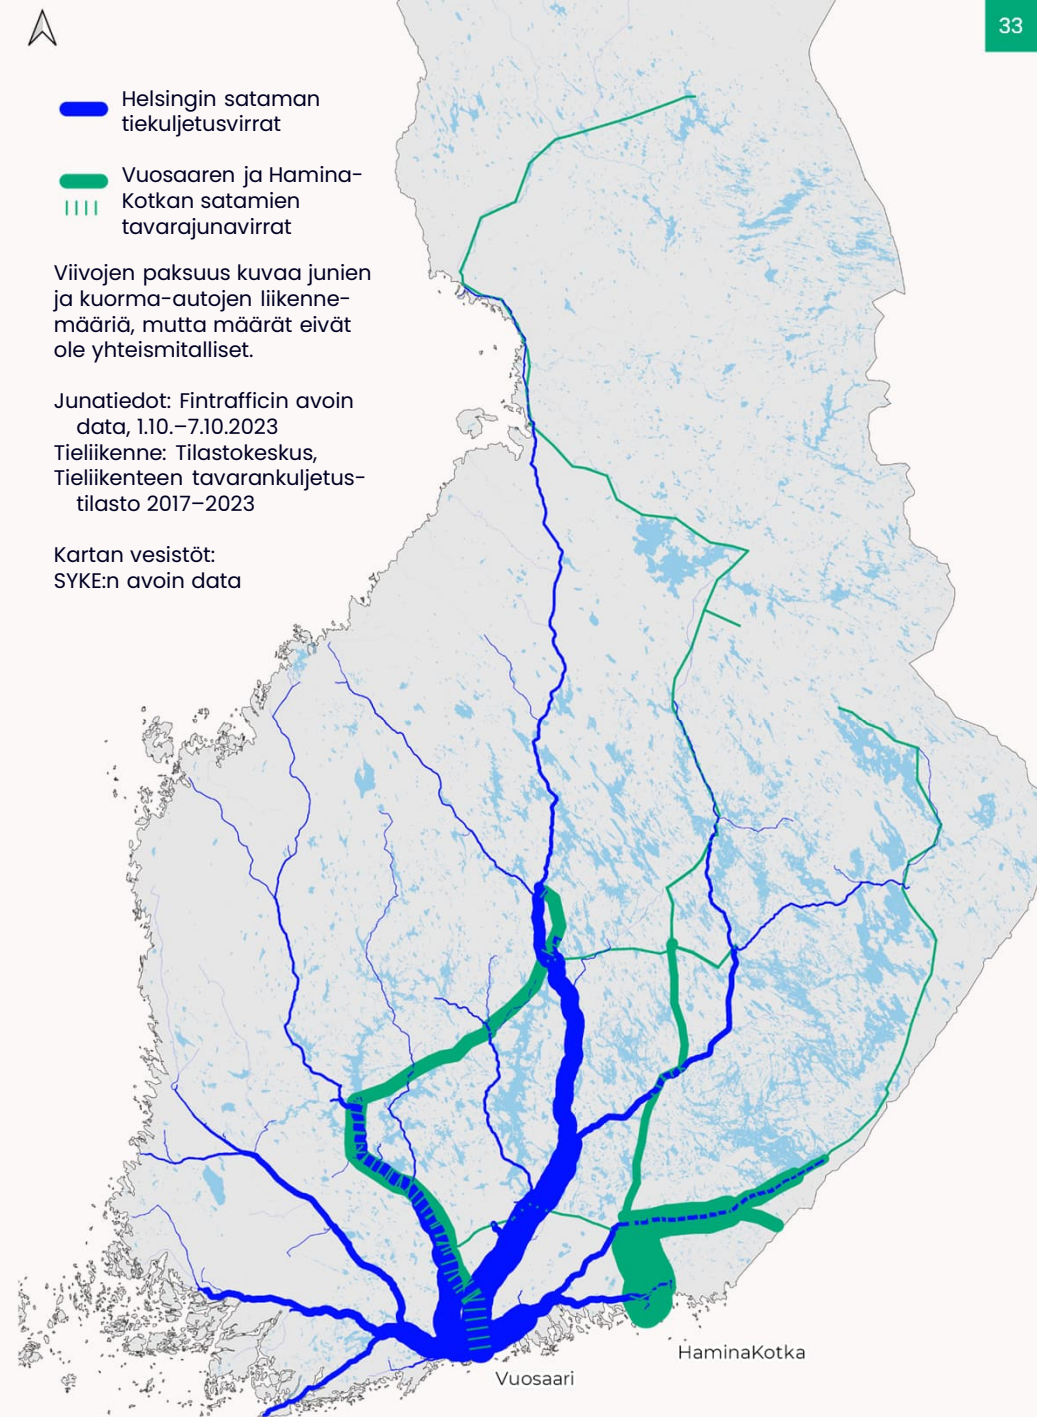 33
Helsingin sataman
tiekuljetusvirrat
Vuosaaren ja Hamina-
Kotkan satamien
tavarajunavirrat
Viivojen paksuus kuvaa junien
ja kuorma-autojen liikenne-
määriä, mutta määrät eivät
ole yhteismitalliset.
Junatiedot: Fintrafficin avoin
data, 1.10.–7.10.2023
Tieliikenne: Tilastokeskus,
Tieliikenteen tavarankuljetus-
tilasto 2017–2023
Kartan vesistöt:
SYKE:n avoin data
HaminaKotka
Vuosaari